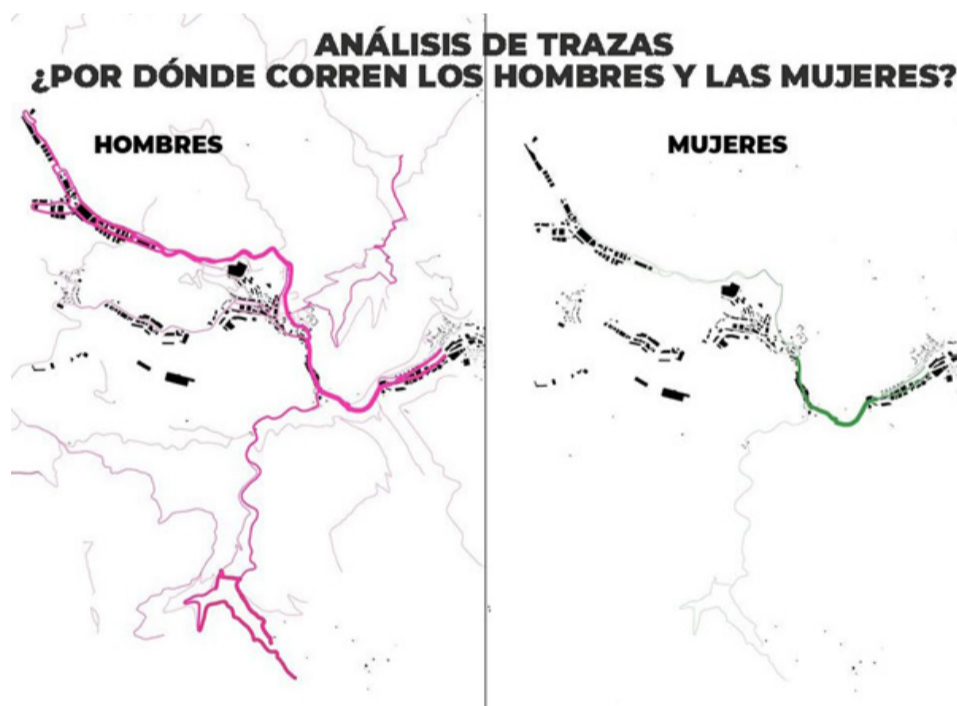 ANÁLISIS DE TRAZAS
¿POR DÓNDE CORREN LOS HOMBRES Y LAS MUJERES?
HOMBRES
MUJERES